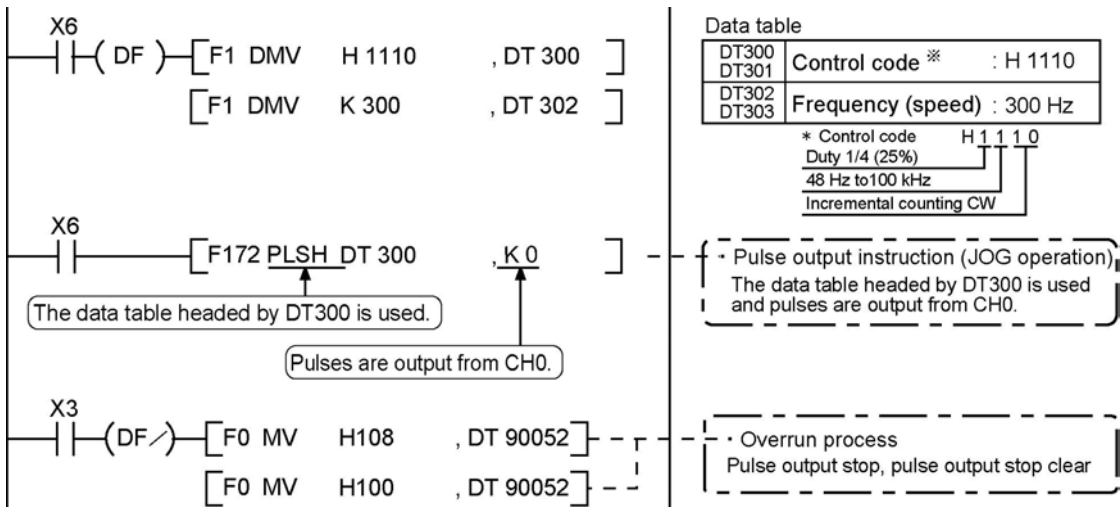 X6
DF
F1 DMV H 1110 , DT 300
F1 DMV K 300 , DT 302
X6
F172 PLSH DT 300 , K 0
The data table headed by DT300 is used.
Pulses are output from CH0.
X3
DF/
F0 MV H108 , DT 90052
F0 MV H100 , DT 90052
Data table
DT300
DT301
Control code ※ : H 1110
DT302
DT303
Frequency (speed) : 300 Hz
* Control code H 1 1 1 0
Duty 1/4 (25%)
48 Hz to100 kHz
Incremental counting CW
Pulse output instruction (JOG operation)
The data table headed by DT300 is used
and pulses are output from CH0.
Overrun process
Pulse output stop, pulse output stop clear